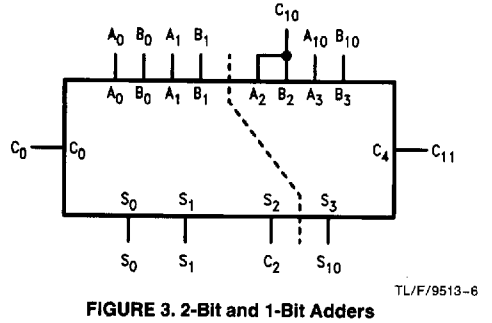 C10
A0 B0 A1 B1 A10 B10
A0 B0 A1 B1 A2 B2 A3 B3
C0 C0 C4 C11
S0 S1 S2 S3
S0 S1 C2 S10
TL/F/9513-6
FIGURE 3. 2-Bit and 1-Bit Adders